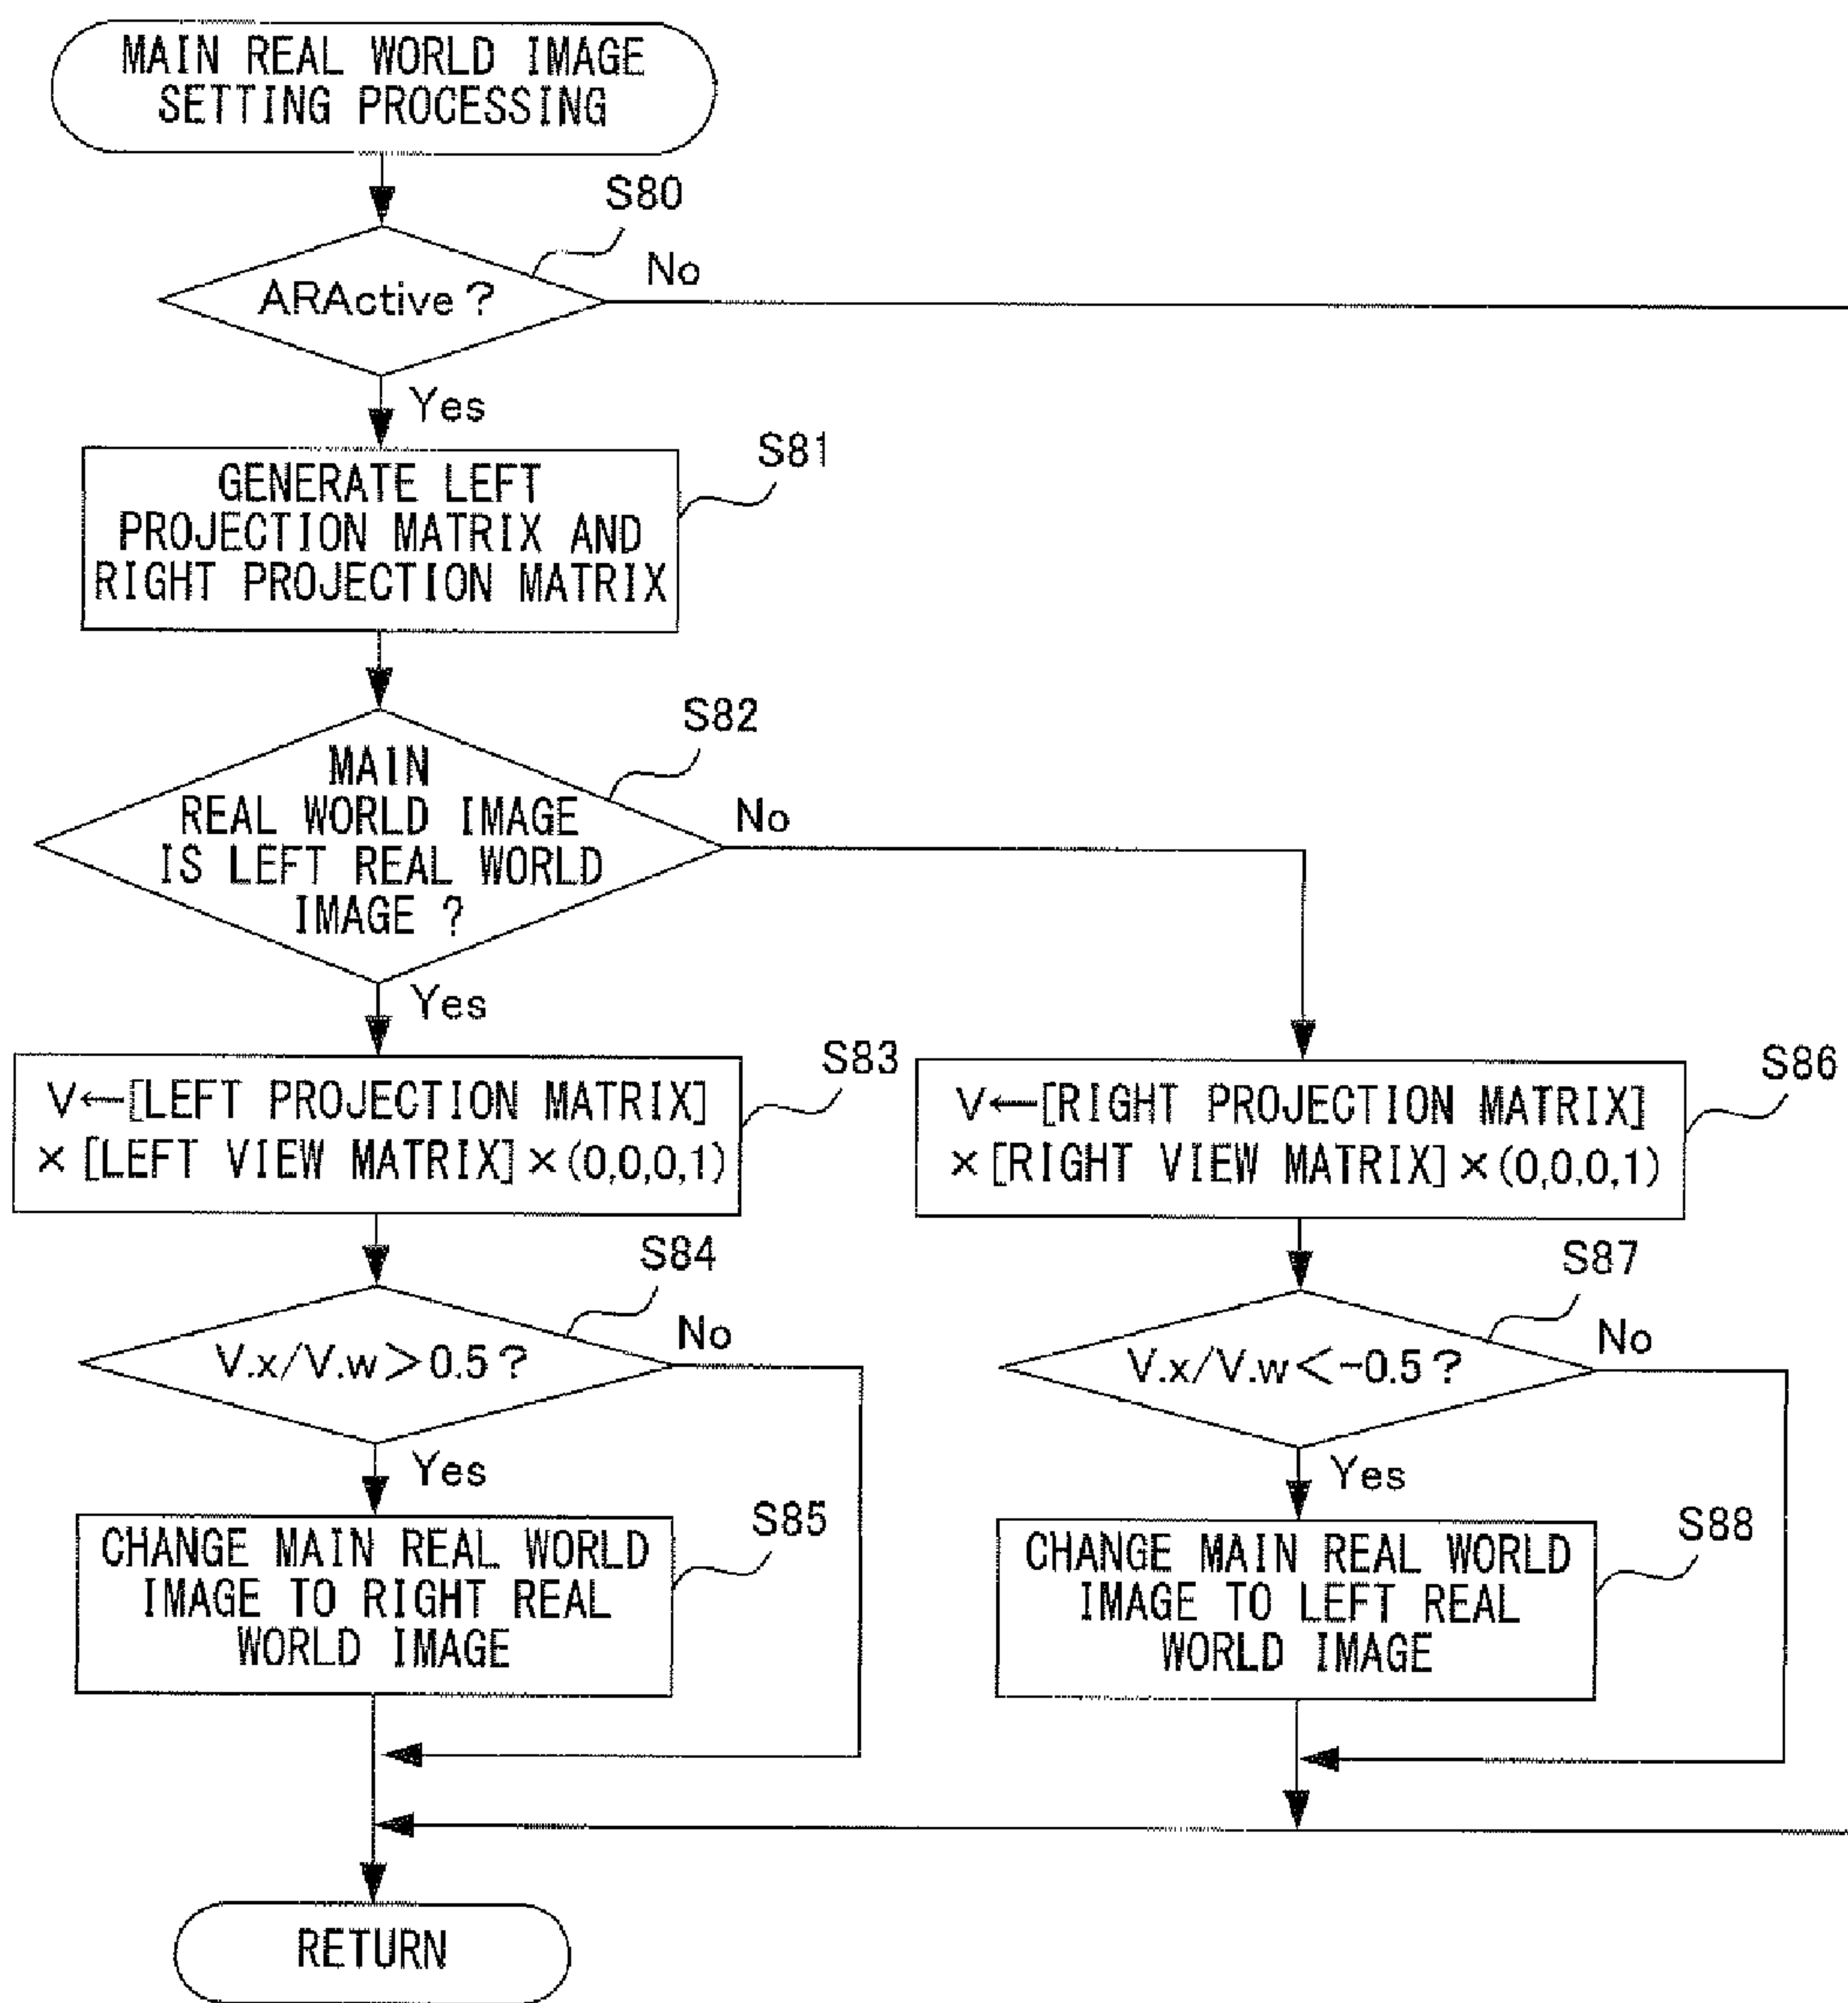 MAIN REAL WORLD IMAGE
SETTING PROCESSING
S80
ARActive ?
No
Yes
S81
GENERATE LEFT
PROJECTION MATRIX AND
RIGHT PROJECTION MATRIX
S82
MAIN
REAL WORLD IMAGE
IS LEFT REAL WORLD
IMAGE ?
No
Yes
S83
V←[LEFT PROJECTION MATRIX]
×[LEFT VIEW MATRIX]×(0,0,0,1)
S86
V←[RIGHT PROJECTION MATRIX]
×[RIGHT VIEW MATRIX]×(0,0,0,1)
S84
V.x/V.w>0.5?
No
Yes
S87
V.x/V.w<-0.5?
No
Yes
S85
CHANGE MAIN REAL WORLD
IMAGE TO RIGHT REAL
WORLD IMAGE
S88
CHANGE MAIN REAL WORLD
IMAGE TO LEFT REAL
WORLD IMAGE
RETURN